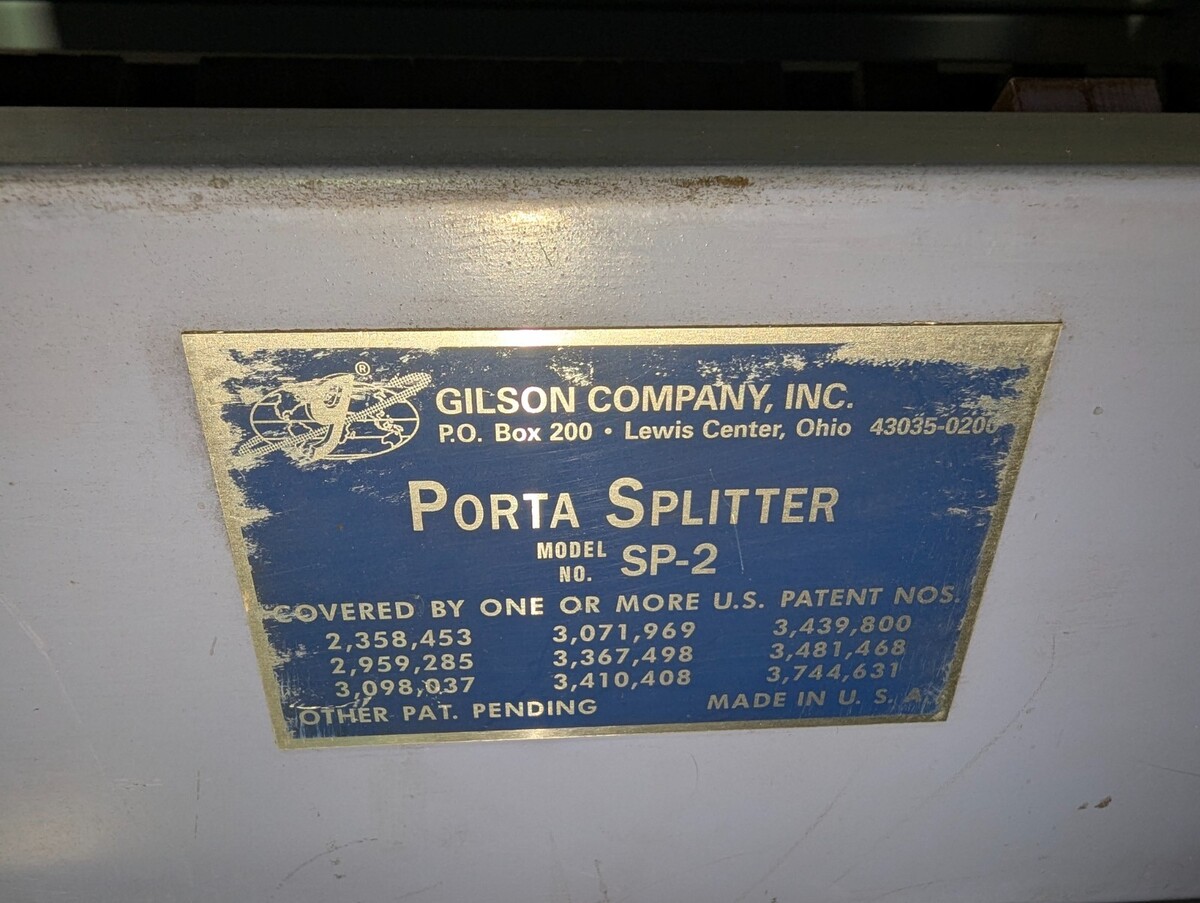 ®
GILSON COMPANY, INC.
P.O. Box 200 • Lewis Center, Ohio 43035-0200
PORTA SPLITTER
MODEL NO. SP-2
COVERED BY ONE OR MORE U.S. PATENT NOS.
2,358,453 3,071,969 3,439,800
2,959,285 3,367,498 3,481,468
3,098,037 3,410,408 3,744,631
OTHER PAT. PENDING MADE IN U. S. A.